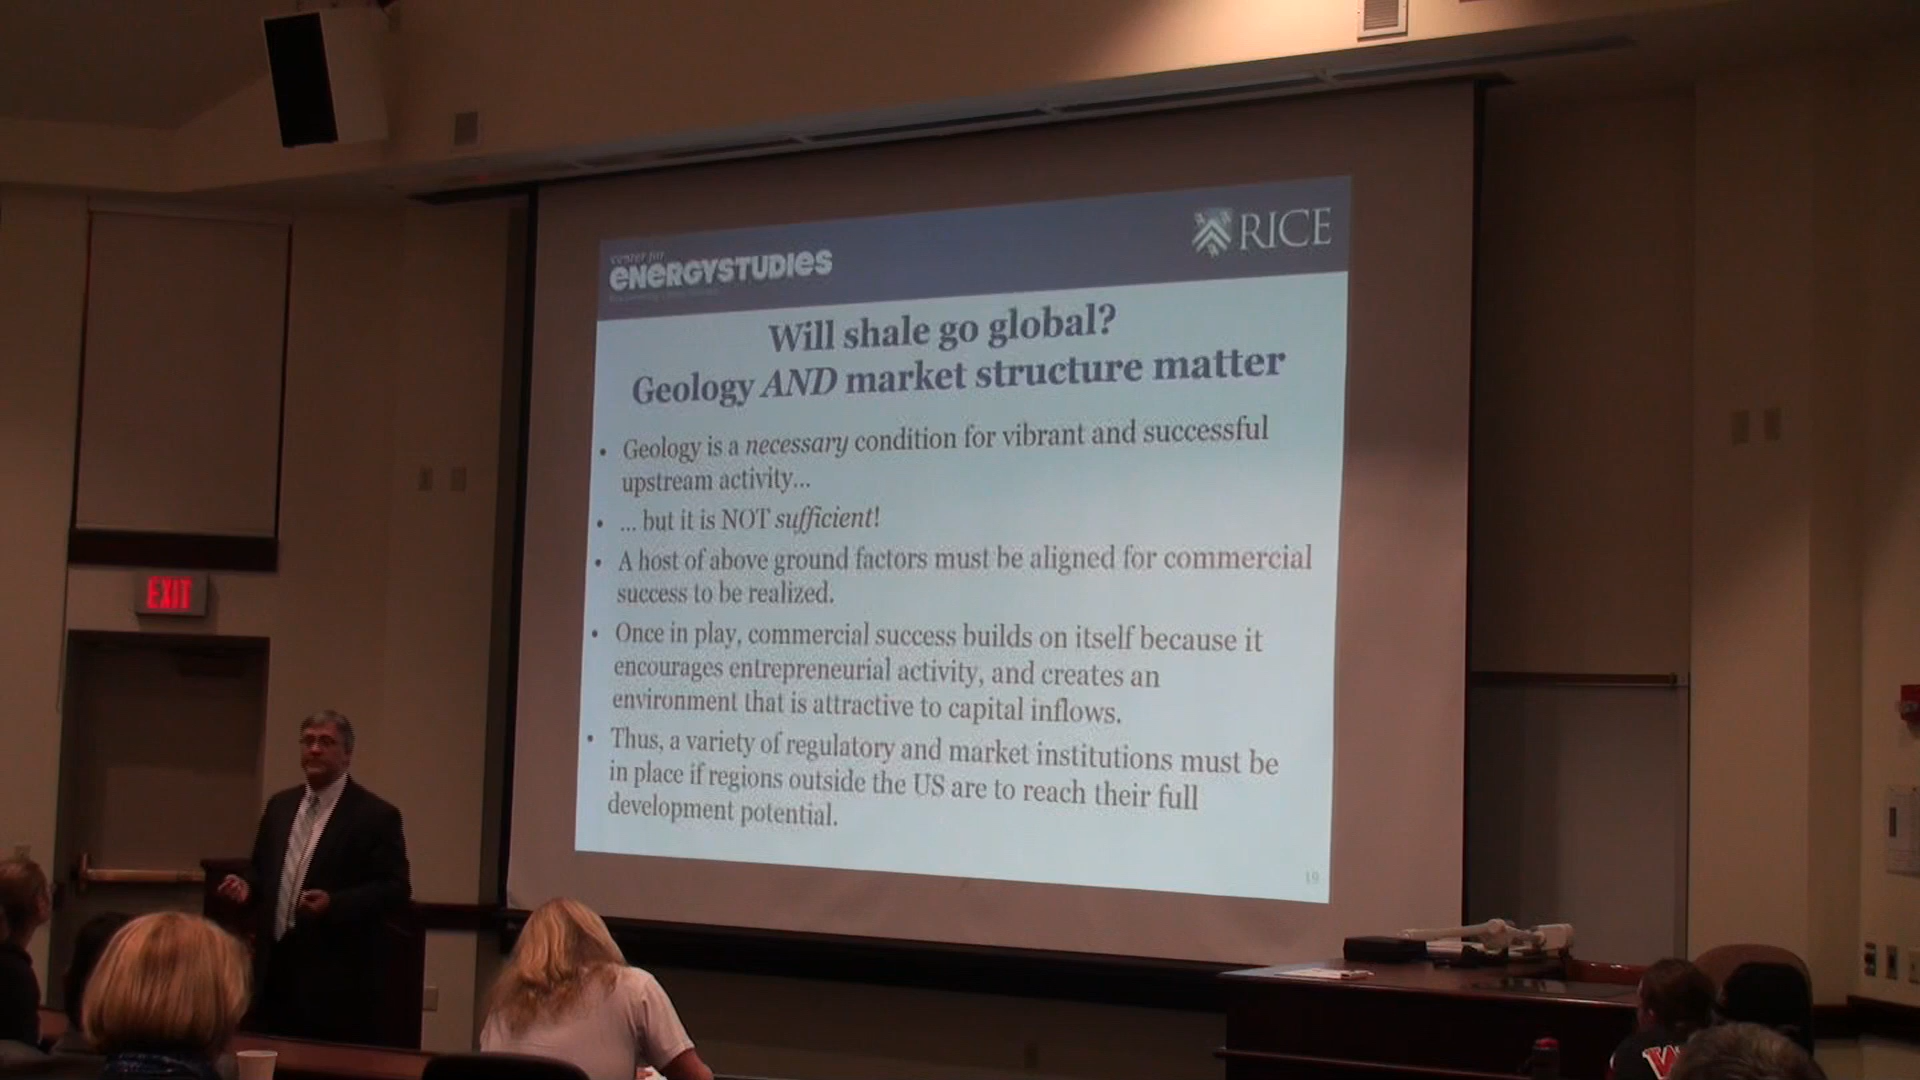 center for
ENERGYSTUDIES
RICE
Will shale go global?
Geology AND market structure matter
• Geology is a necessary condition for vibrant and successful
upstream activity...
• ... but it is NOT sufficient!
• A host of above ground factors must be aligned for commercial
success to be realized.
• Once in play, commercial success builds on itself because it
encourages entrepreneurial activity, and creates an
environment that is attractive to capital inflows.
• Thus, a variety of regulatory and market institutions must be
in place if regions outside the US are to reach their full
development potential.
19
EXIT
W